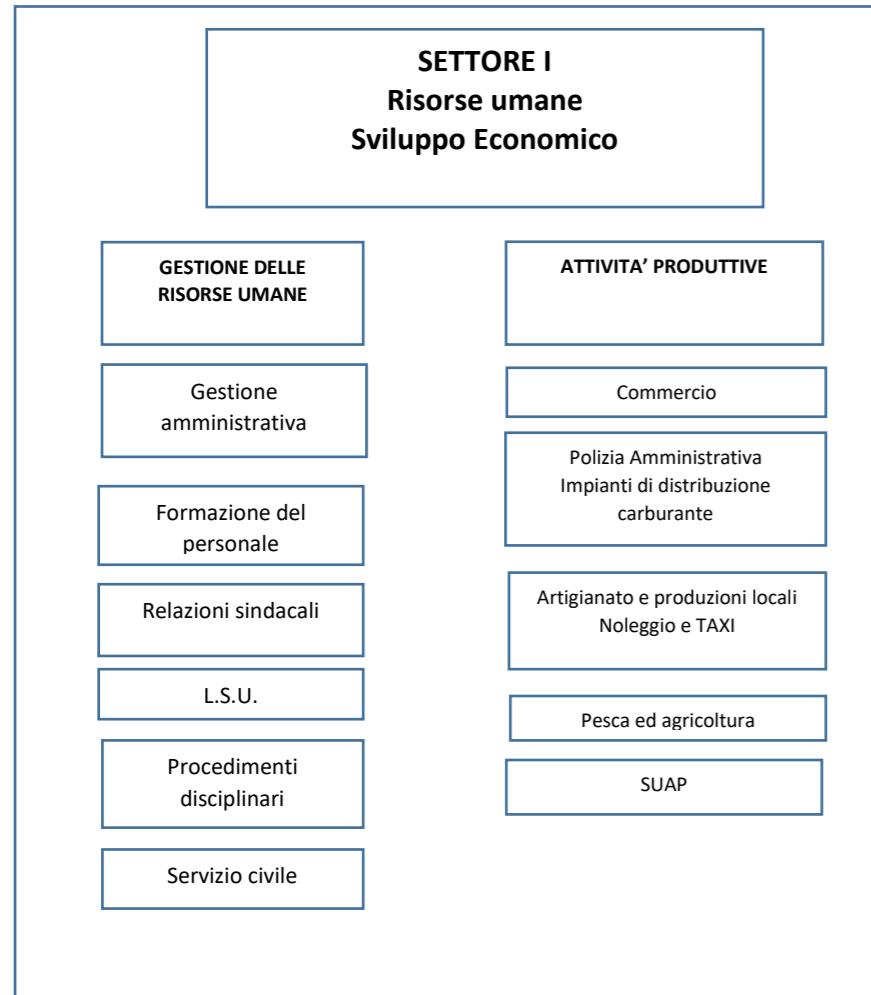 SETTORE I
Risorse umane
Sviluppo Economico
GESTIONE DELLE
RISORSE UMANE
Gestione
amministrativa
Formazione del
personale
Relazioni sindacali
L.S.U.
Procedimenti
disciplinari
Servizio civile
ATTIVITA’ PRODUTTIVE
Commercio
Polizia Amministrativa
Impianti di distribuzione
carburante
Artigianato e produzioni locali
Noleggio e TAXI
Pesca ed agricoltura
SUAP